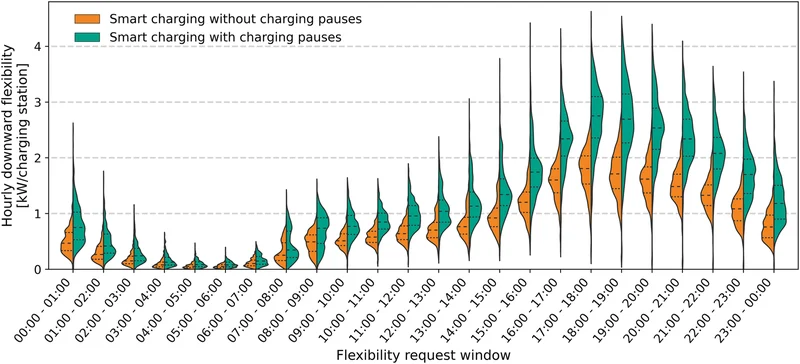 Smart charging without charging pauses
Smart charging with charging pauses
Hourly downward flexibility
[kW/charging station]
4
3
2
1
0
00:00 - 01:00
01:00 - 02:00
02:00 - 03:00
03:00 - 04:00
04:00 - 05:00
05:00 - 06:00
06:00 - 07:00
07:00 - 08:00
08:00 - 09:00
09:00 - 10:00
10:00 - 11:00
11:00 - 12:00
12:00 - 13:00
13:00 - 14:00
14:00 - 15:00
15:00 - 16:00
16:00 - 17:00
17:00 - 18:00
18:00 - 19:00
19:00 - 20:00
20:00 - 21:00
21:00 - 22:00
22:00 - 23:00
23:00 - 00:00
Flexibility request window